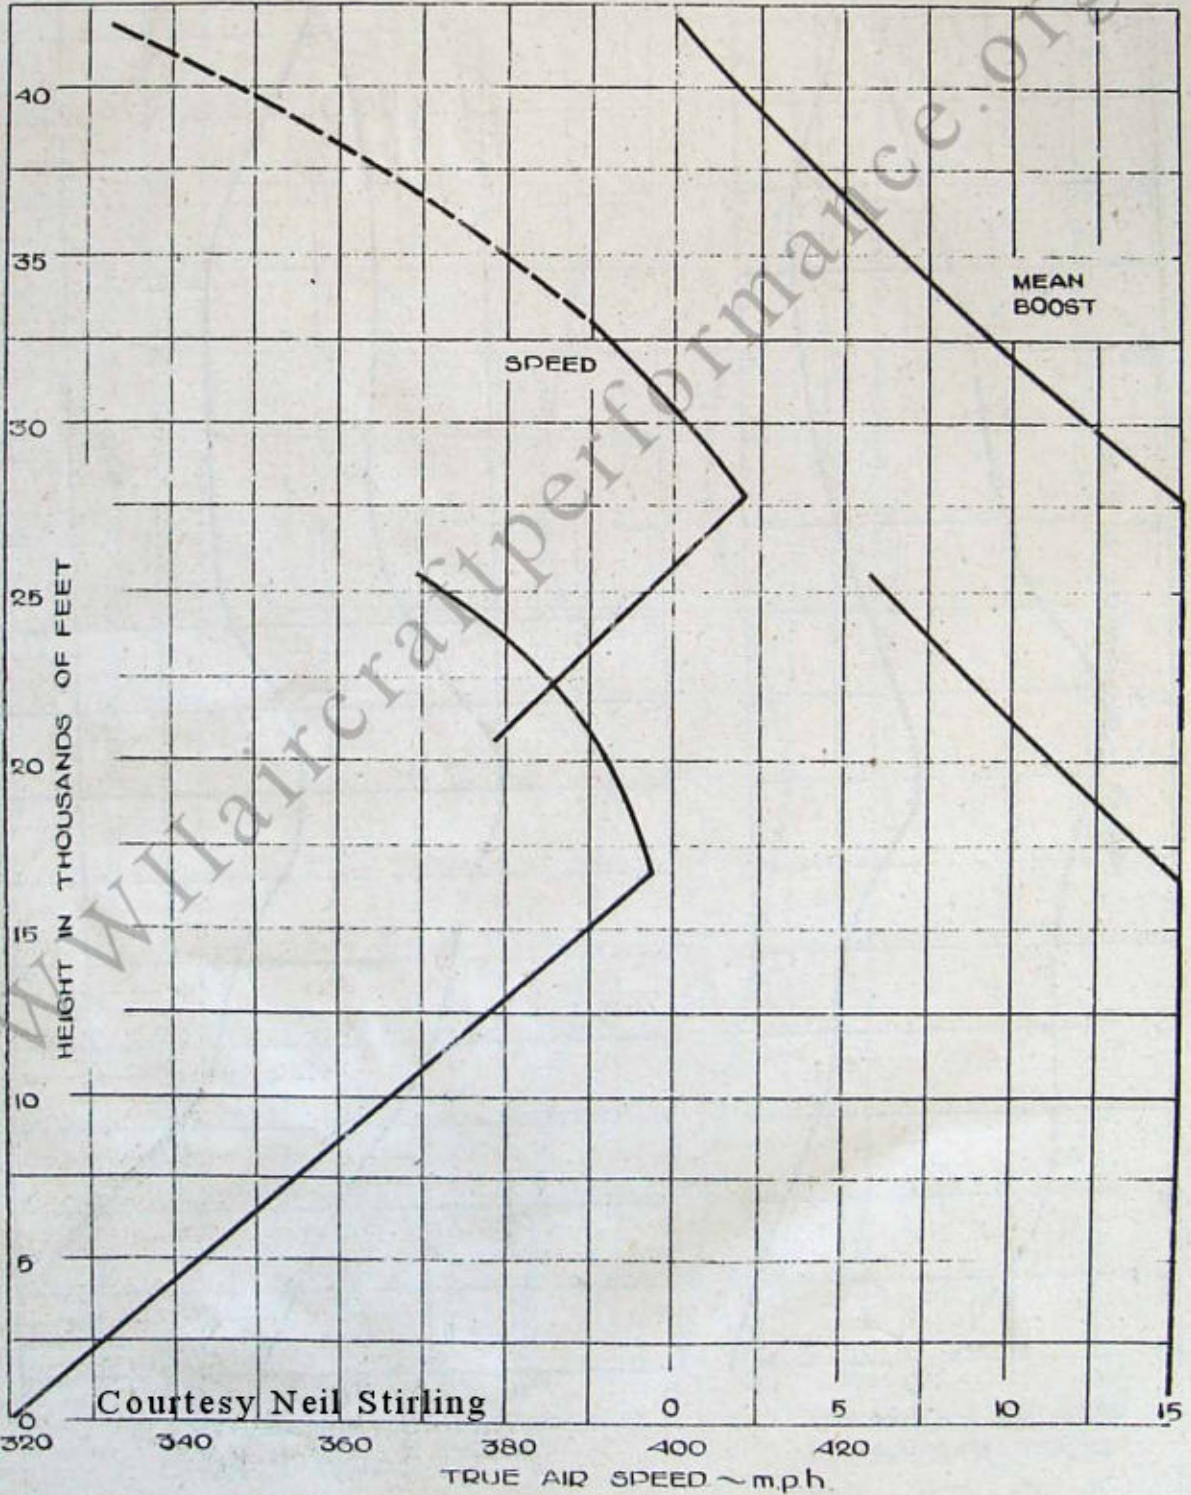 40
35
30
25
20
15
10
5
0
HEIGHT IN THOUSANDS OF FEET
MEAN
BOOST
SPEED
WWIIaircraftperformance.org
Courtesy Neil Stirling
0 5 10 15
320 340 360 380 400 420
TRUE AIR SPEED ~ m.p.h.